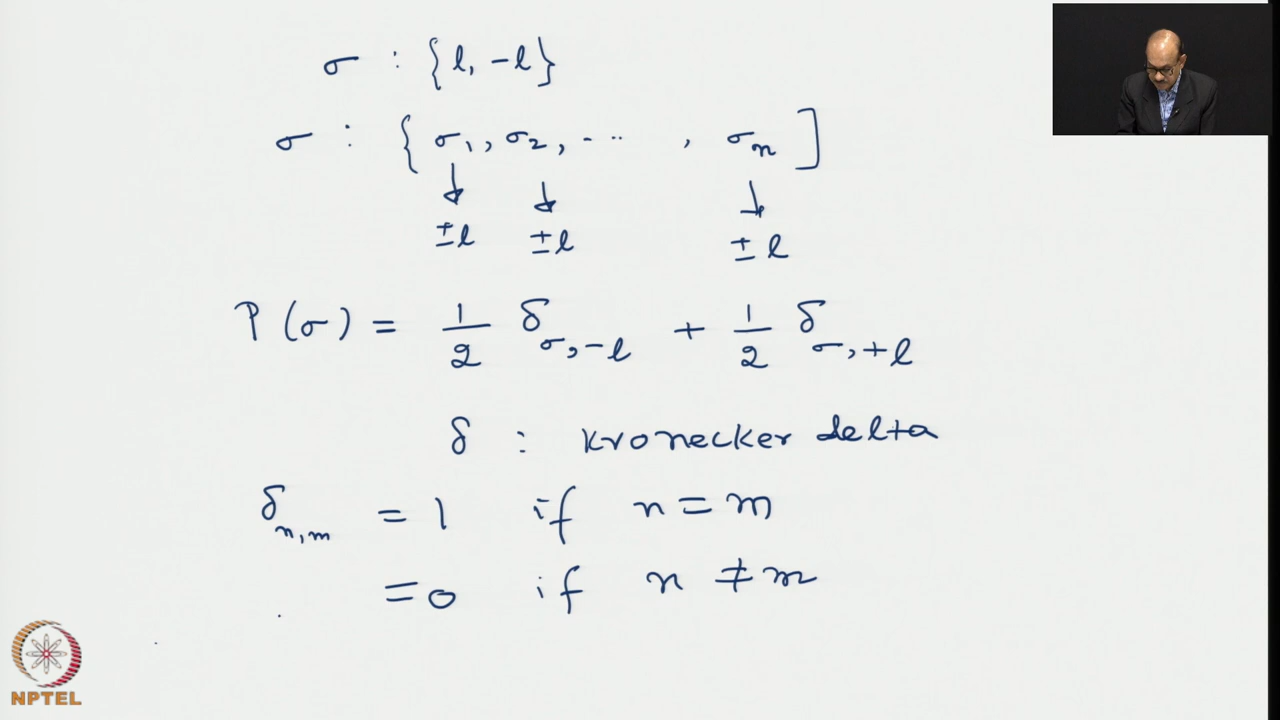 σ : {l, -l}
σ : { σ₁, σ₂, - ·· , σₙ ]
↓ ↓ ↓
±l ±l ±l
P(σ) = 1/2 δ_{σ,-l} + 1/2 δ_{σ,+l}
δ : kronecker delta
δ_{n,m} = 1 if n = m
= 0 if n ≠ m
NPTEL